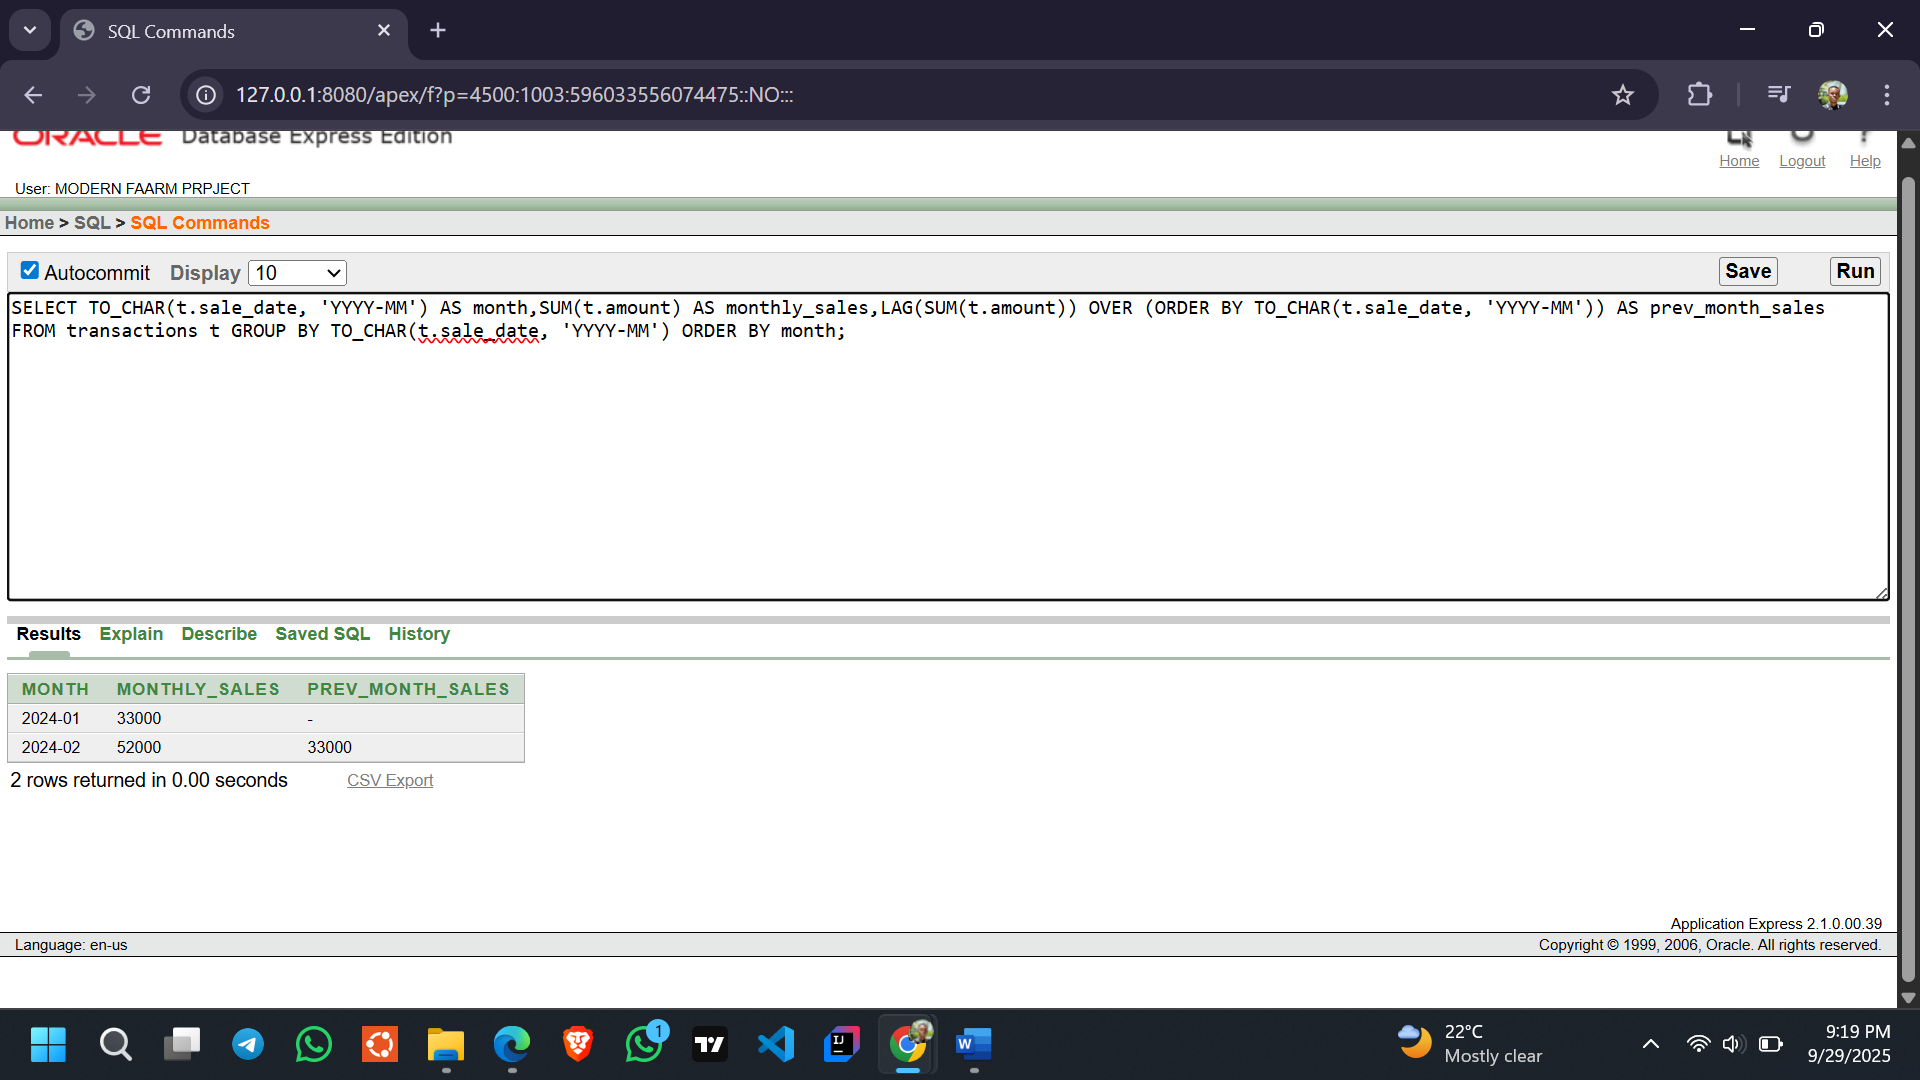 SQL Commands
127.0.0.1:8080/apex/f?p=4500:1003:596033556074475::NO:::
ORACLE Database Express Edition
Home Logout Help
User: MODERN FAARM PRPJECT
Home > SQL > SQL Commands
Autocommit Display 10 Save Run
SELECT TO_CHAR(t.sale_date, 'YYYY-MM') AS month,SUM(t.amount) AS monthly_sales,LAG(SUM(t.amount)) OVER (ORDER BY TO_CHAR(t.sale_date, 'YYYY-MM')) AS prev_month_sales
FROM transactions t GROUP BY TO_CHAR(t.sale_date, 'YYYY-MM') ORDER BY month;
Results Explain Describe Saved SQL History
MONTH MONTHLY_SALES PREV_MONTH_SALES
2024-01 33000 -
2024-02 52000 33000
2 rows returned in 0.00 seconds CSV Export
Application Express 2.1.0.00.39
Language: en-us Copyright © 1999, 2006, Oracle. All rights reserved.
1
IJ
W
22°C
Mostly clear
9:19 PM
9/29/2025